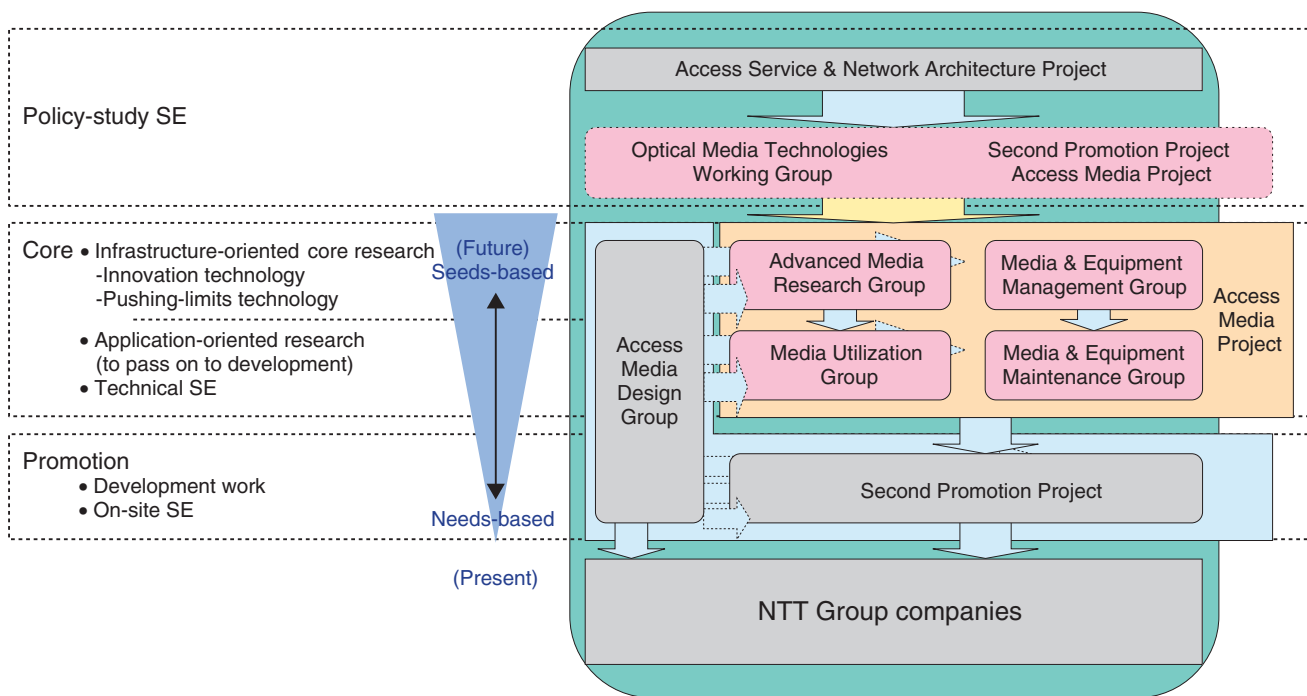 Access Service & Network Architecture Project
Policy-study SE
Optical Media Technologies
Working Group
Second Promotion Project
Access Media Project
Core
• Infrastructure-oriented core research
-Innovation technology
-Pushing-limits technology
• Application-oriented research
(to pass on to development)
• Technical SE
(Future)
Seeds-based
Access
Media
Design
Group
Advanced Media
Research Group
Media & Equipment
Management Group
Media Utilization
Group
Media & Equipment
Maintenance Group
Access
Media
Project
Promotion
• Development work
• On-site SE
Needs-based
(Present)
Second Promotion Project
NTT Group companies